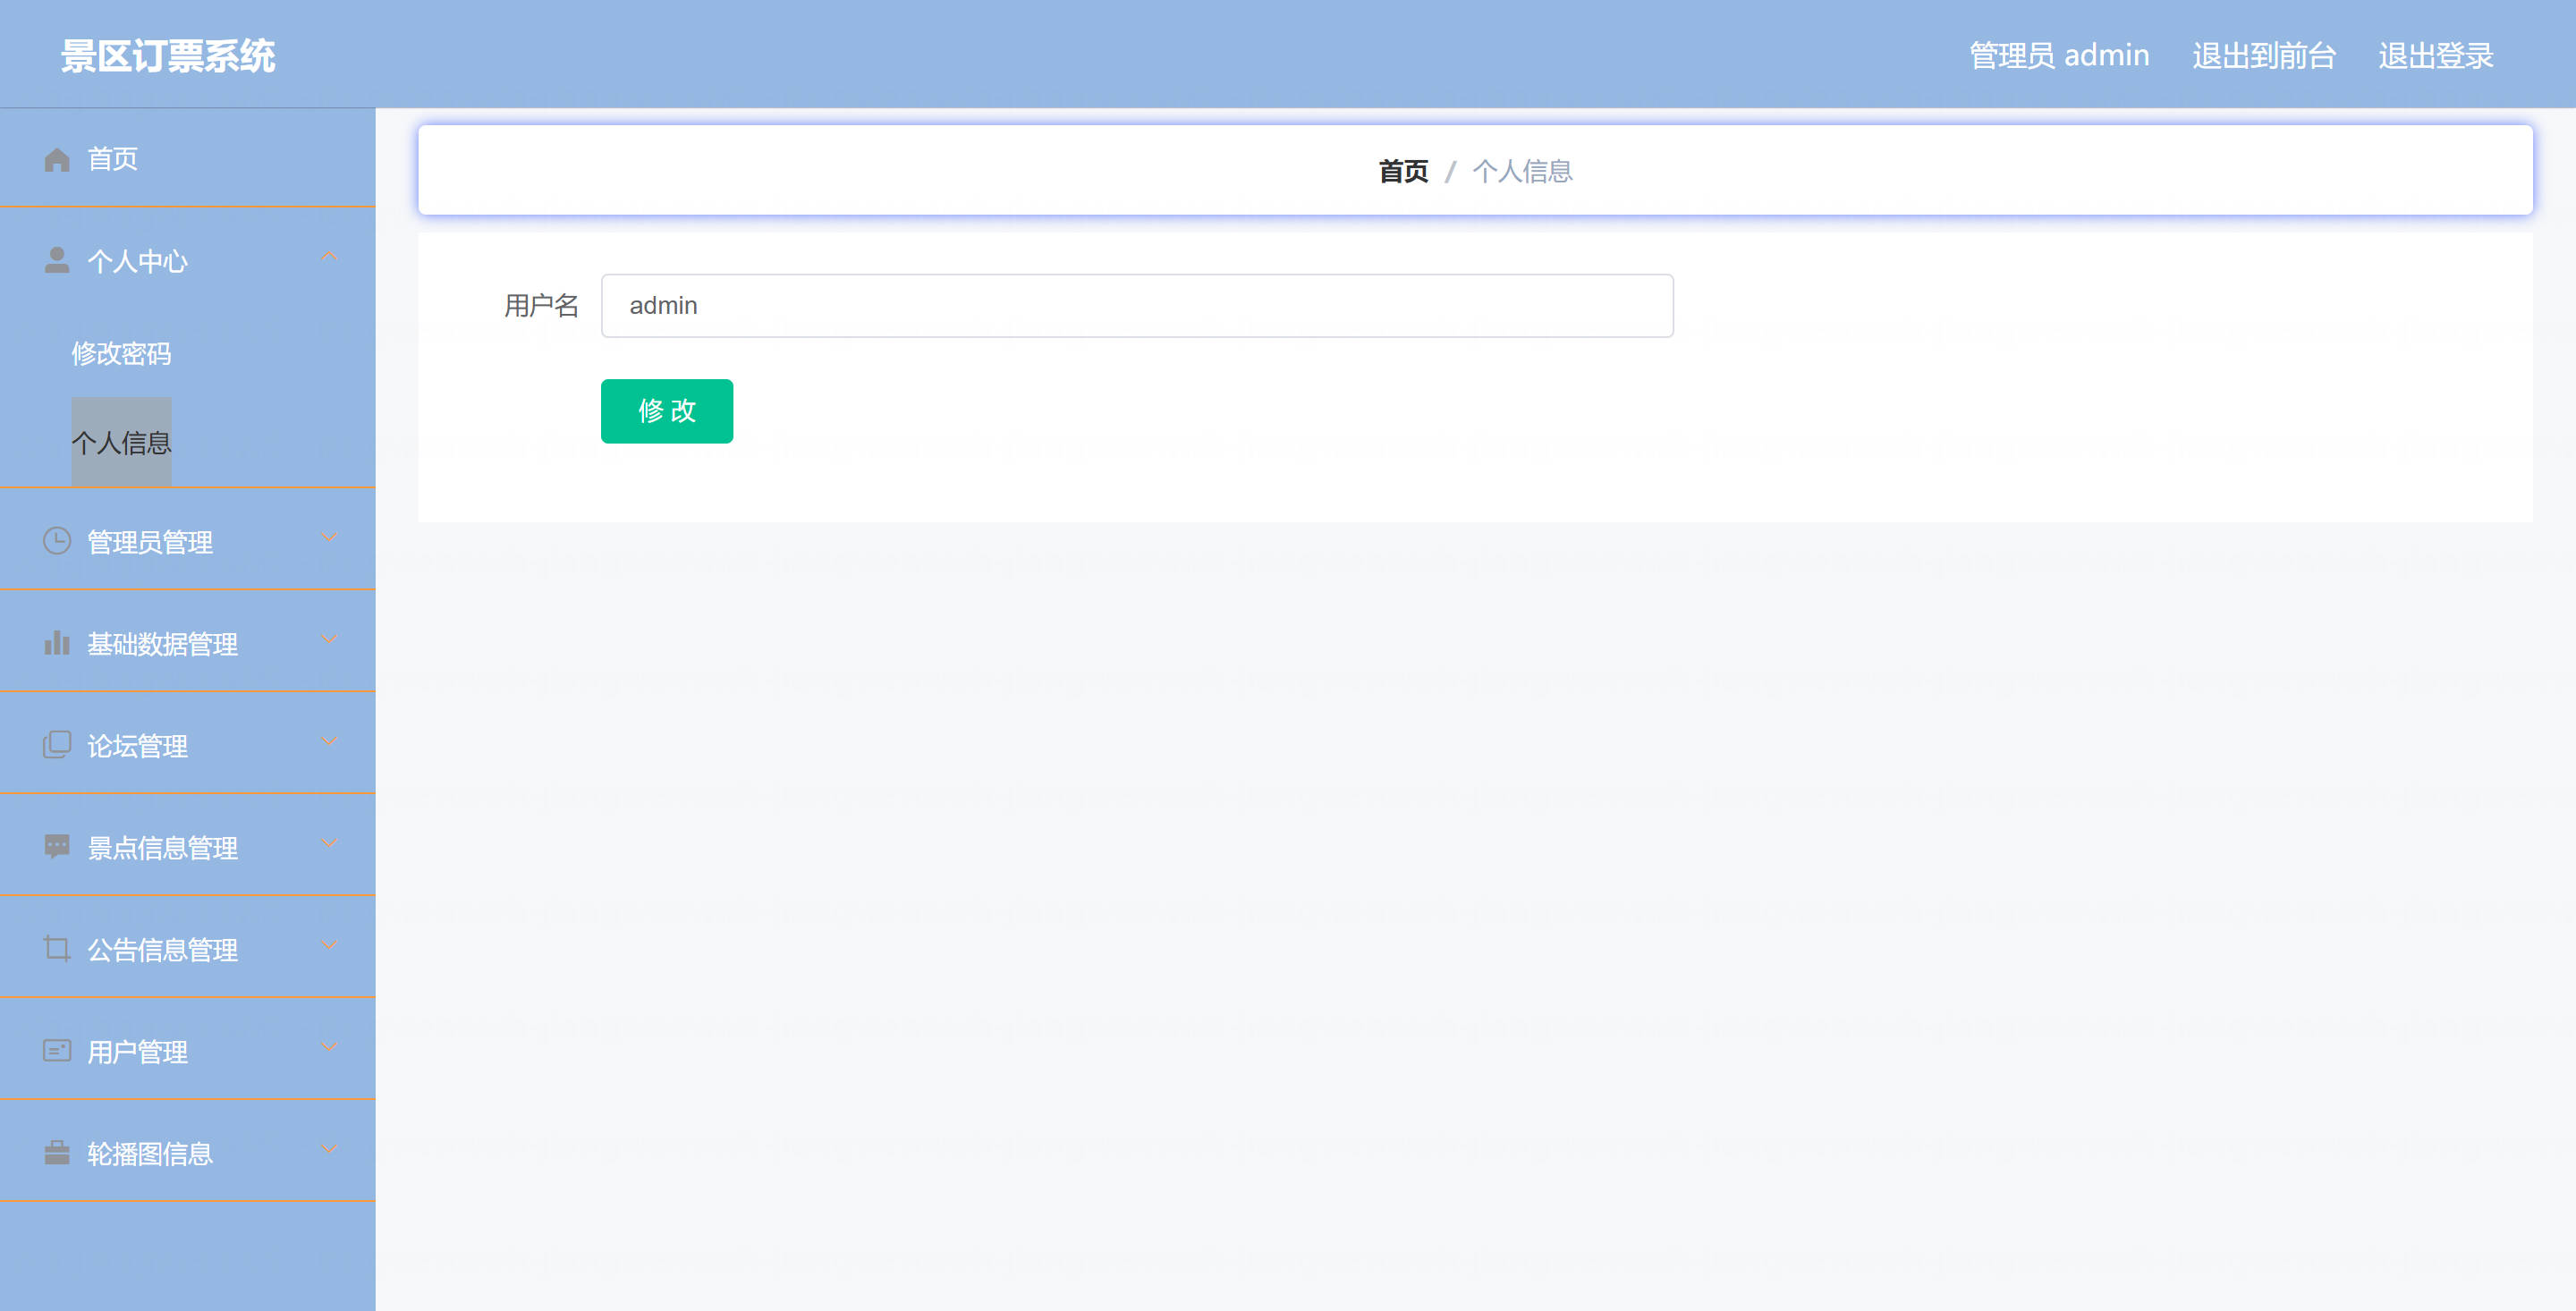 景区订票系统
管理员 admin 退出到前台 退出登录
首页
个人中心
修改密码
个人信息
管理员管理
基础数据管理
论坛管理
景点信息管理
公告信息管理
用户管理
轮播图信息
首页 / 个人信息
用户名 admin
修 改